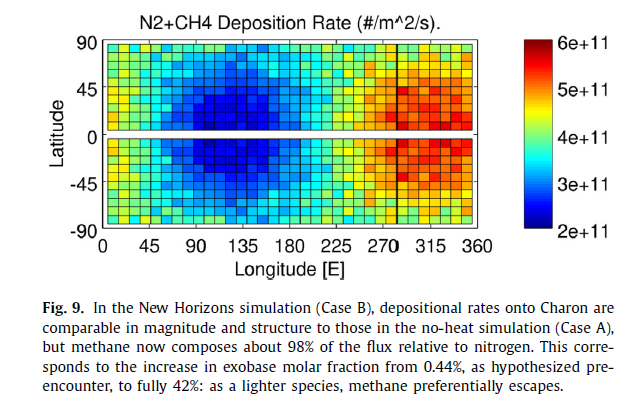 N2+CH4 Deposition Rate (#/m^2/s).
90
45
0
-45
-90
Latitude
0 45 90 135 180 225 270 315 360
Longitude [E]
6e+11
5e+11
4e+11
3e+11
2e+11
Fig. 9. In the New Horizons simulation (Case B), depositional rates onto Charon are
comparable in magnitude and structure to those in the no-heat simulation (Case A),
but methane now composes about 98% of the flux relative to nitrogen. This corre-
sponds to the increase in exobase molar fraction from 0.44%, as hypothesized pre-
encounter, to fully 42%: as a lighter species, methane preferentially escapes.